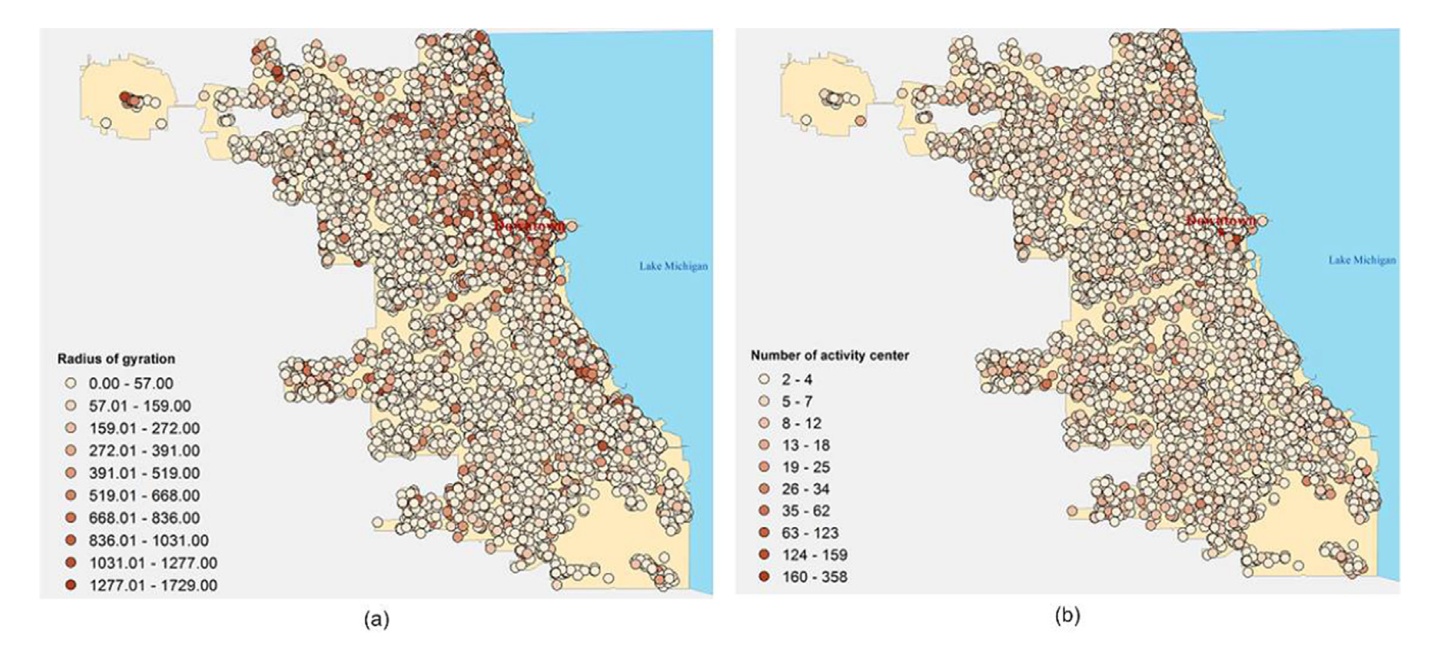 Downtown
Lake Michigan
Radius of gyration
0.00 - 57.00
57.01 - 159.00
159.01 - 272.00
272.01 - 391.00
391.01 - 519.00
519.01 - 668.00
668.01 - 836.00
836.01 - 1031.00
1031.01 - 1277.00
1277.01 - 1729.00
(a)
Downtown
Lake Michigan
Number of activity center
2 - 4
5 - 7
8 - 12
13 - 18
19 - 25
26 - 34
35 - 62
63 - 123
124 - 159
160 - 358
(b)